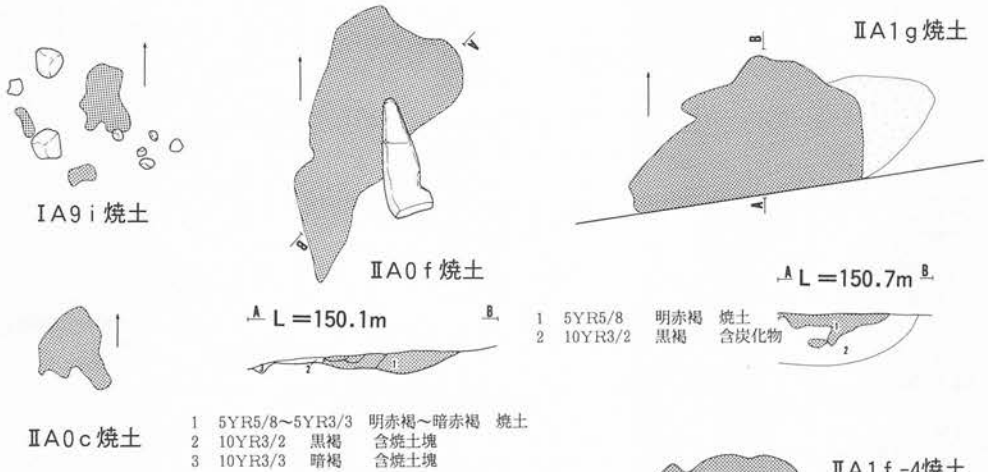 ⅡA1g焼土
ⅠA9i焼土
ⅡA0f焼土
A L=150.1m B
A L=150.7m B
1 5YR5/8 明赤褐 焼土
2 10YR3/2 黒褐 含炭化物
ⅡA0c焼土
1 5YR5/8～5YR3/3 明赤褐～暗赤褐 焼土
2 10YR3/2 黒褐 含焼土塊
3 10YR3/3 暗褐 含焼土塊
ⅡA1f-4焼土